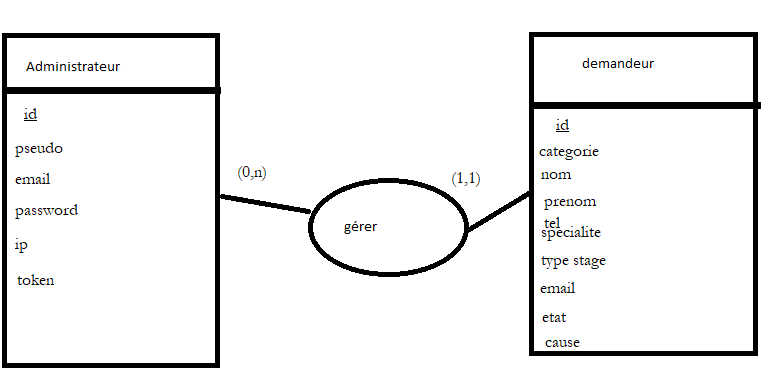 Administrateur
id
pseudo
email
password
ip
token
(0,n)
gérer
(1,1)
demandeur
id
categorie
nom
prenom
tel
specialite
type stage
email
etat
cause